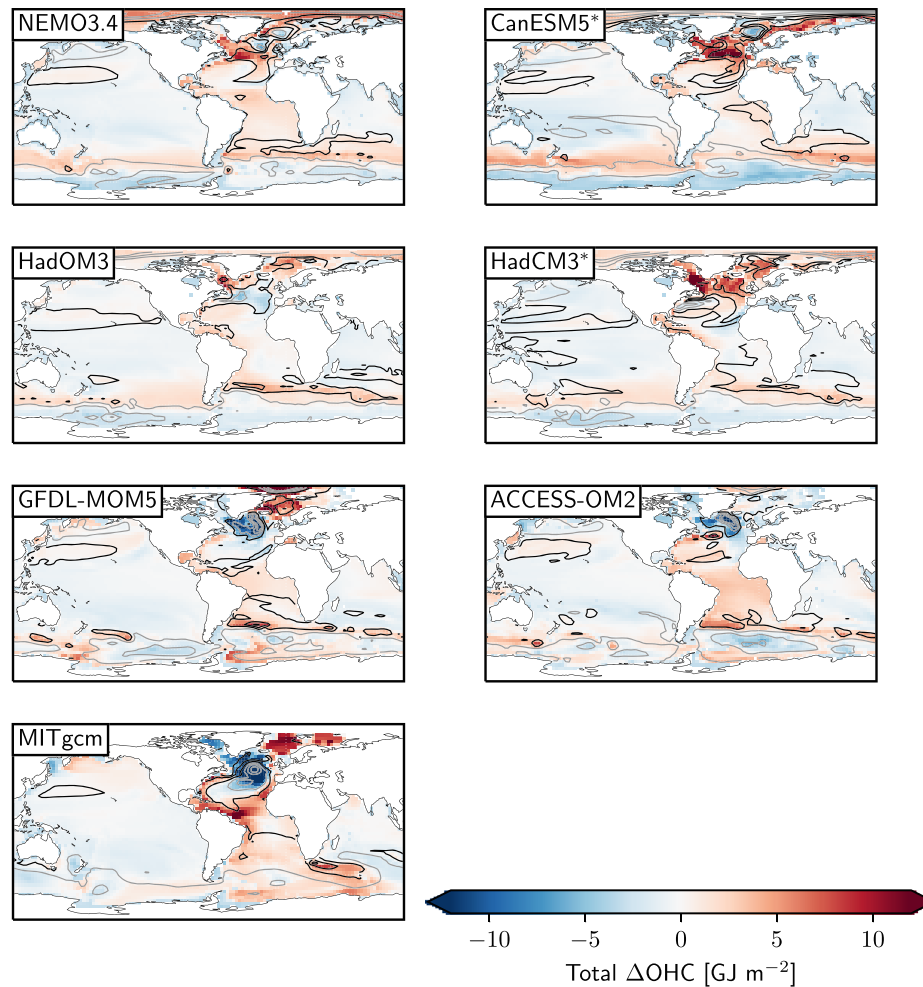 NEMO3.4
CanESM5*
HadOM3
HadCM3*
GFDL-MOM5
ACCESS-OM2
MITgcm
−10 −5 0 5 10
Total ΔOHC [GJ m⁻²]